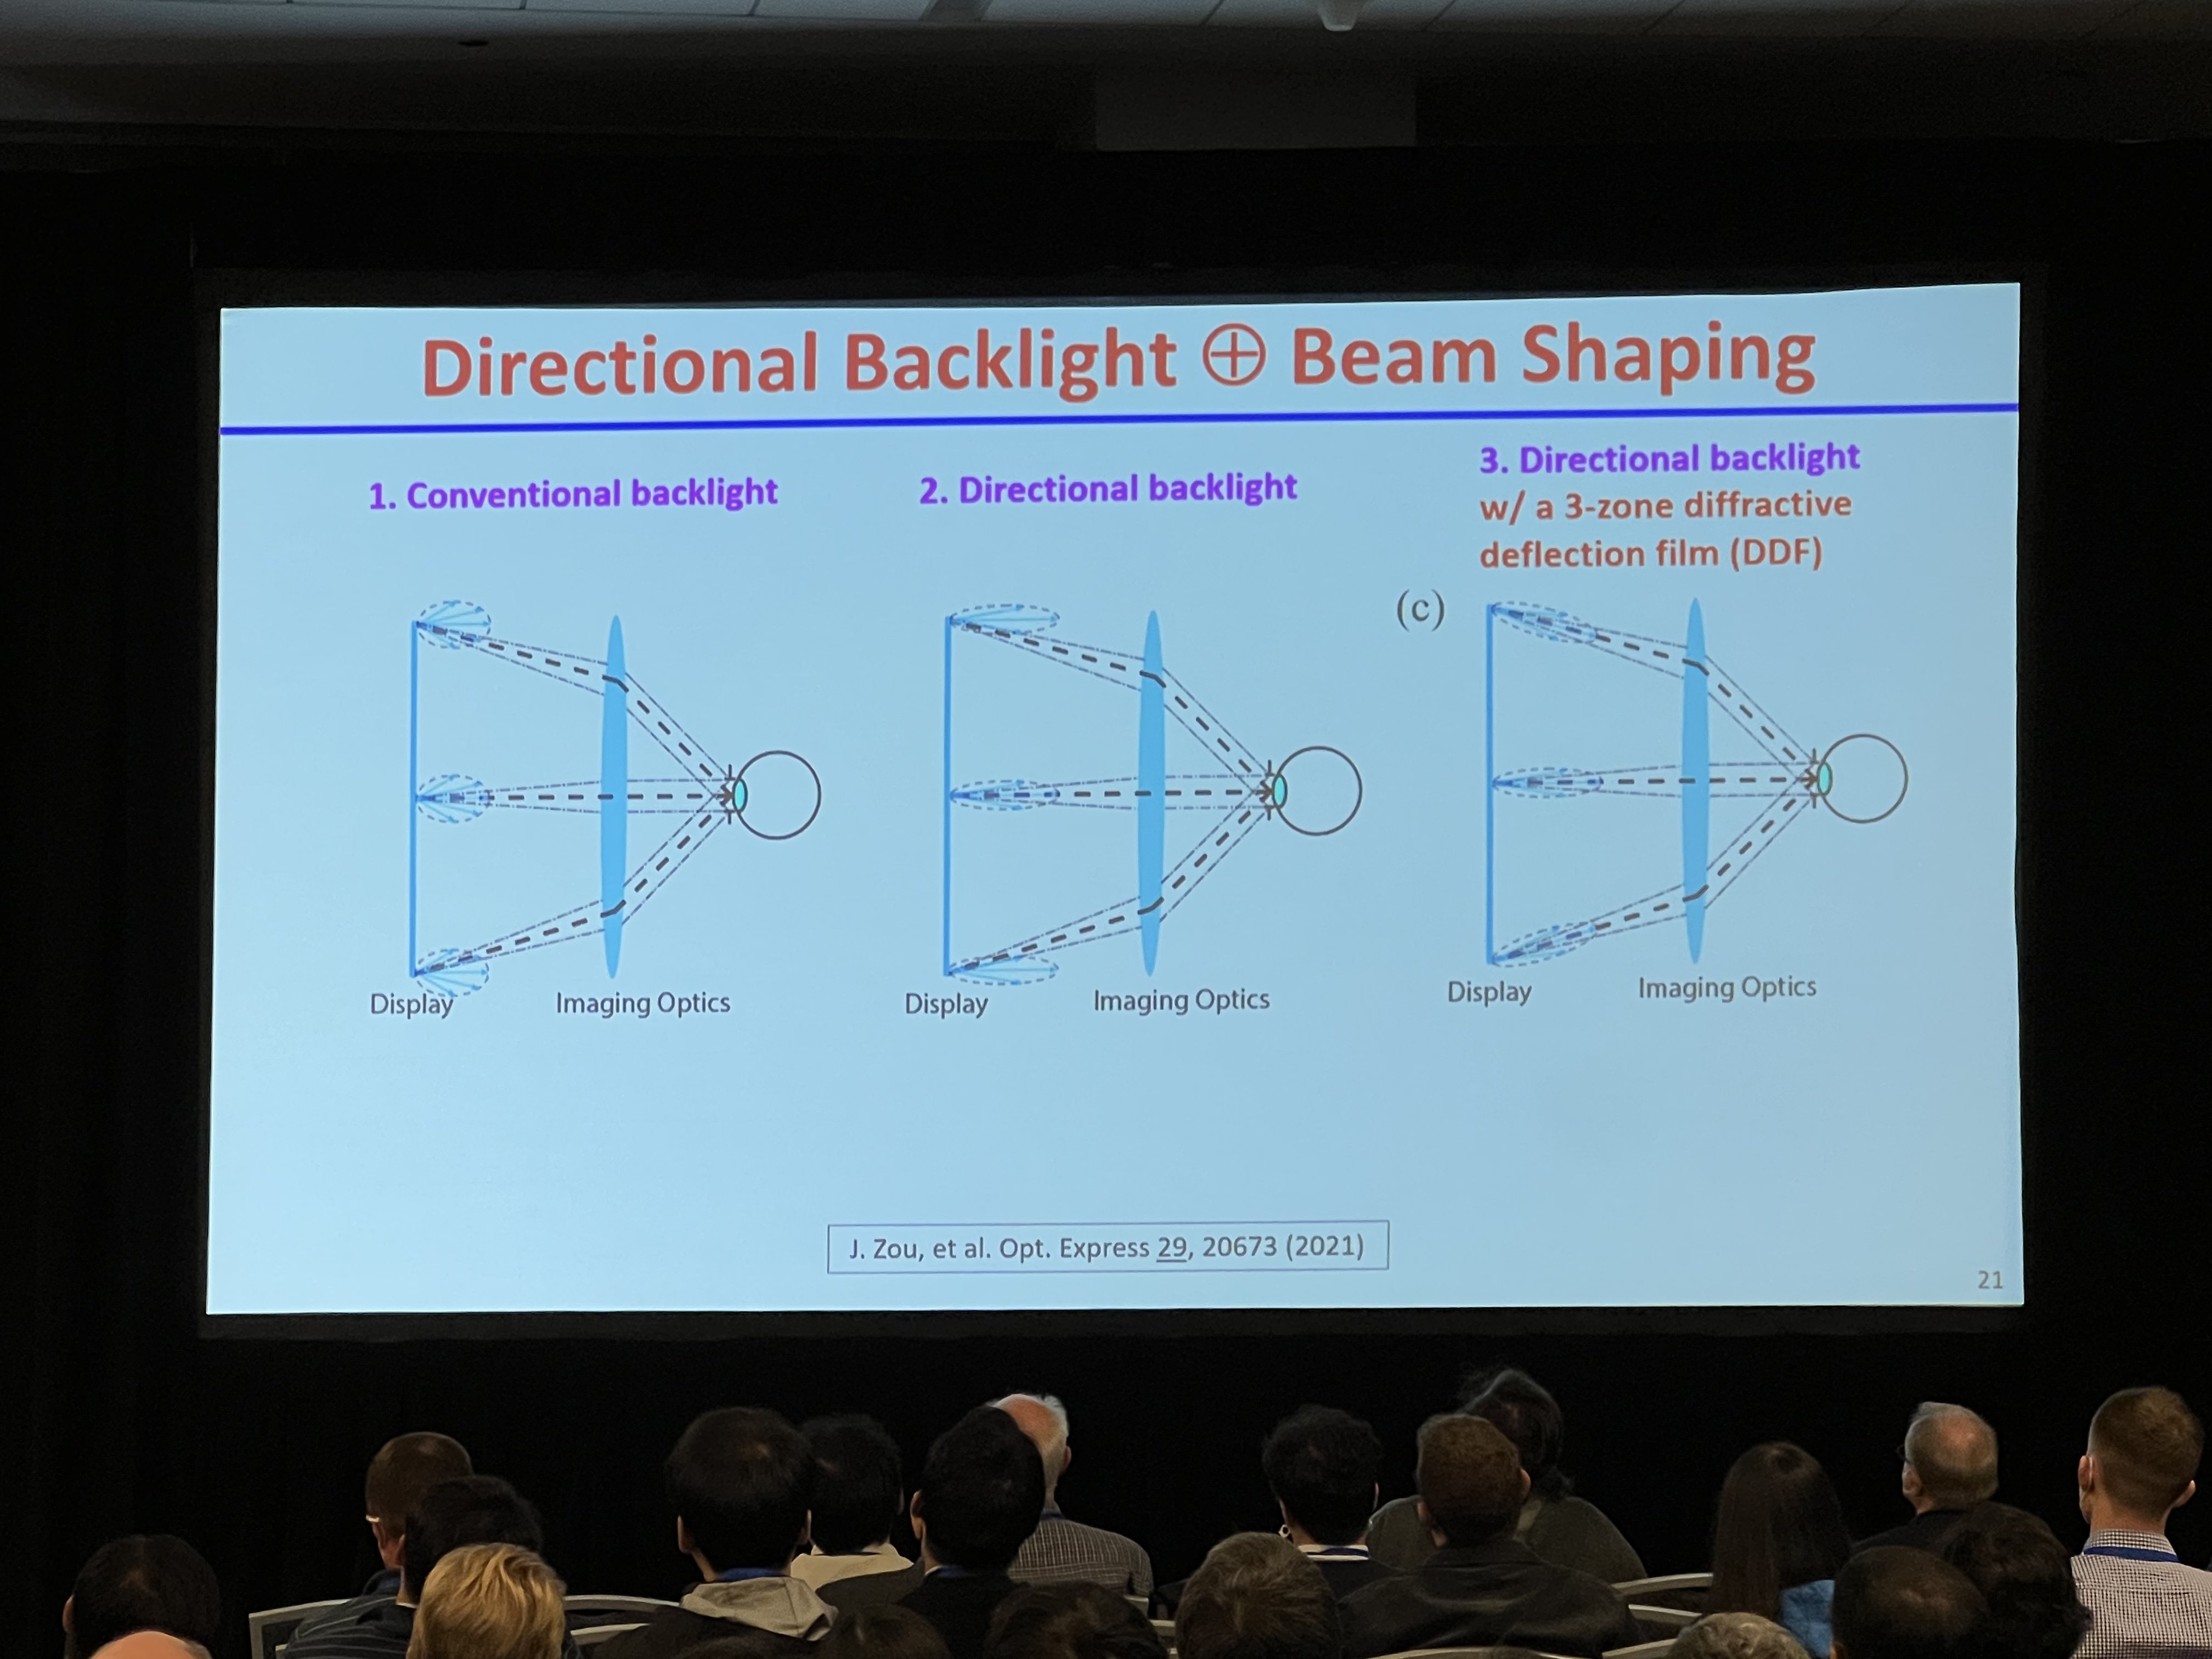 Directional Backlight ⊕ Beam Shaping
1. Conventional backlight
2. Directional backlight
3. Directional backlight
w/ a 3-zone diffractive
deflection film (DDF)
(c)
Display
Imaging Optics
Display
Imaging Optics
Display
Imaging Optics
J. Zou, et al. Opt. Express 29, 20673 (2021)
21